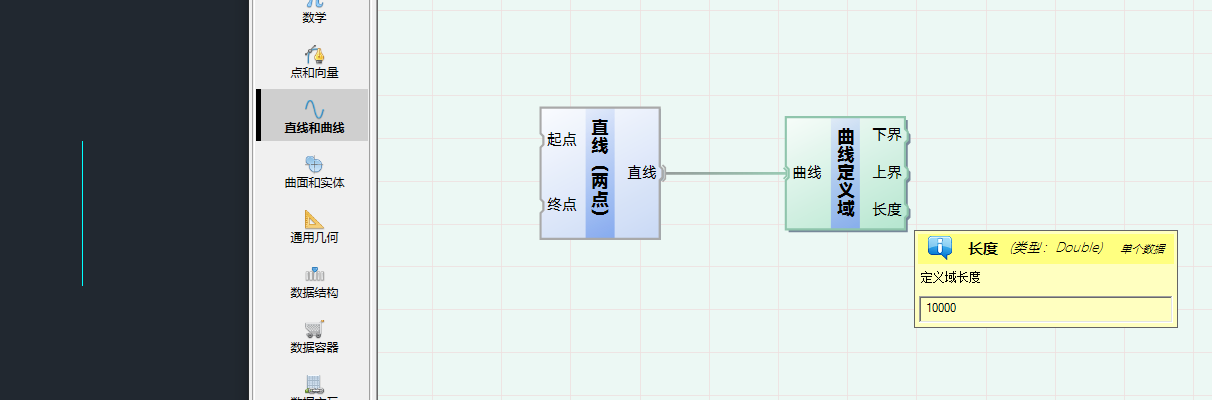 数学
点和向量
直线和曲线
曲面和实体
通用几何
数据结构
数据容器
起点
终点
直线（两点）
直线
曲线
曲线定义域
下界
上界
长度
长度 (类型：Double) 单个数据
定义域长度
10000